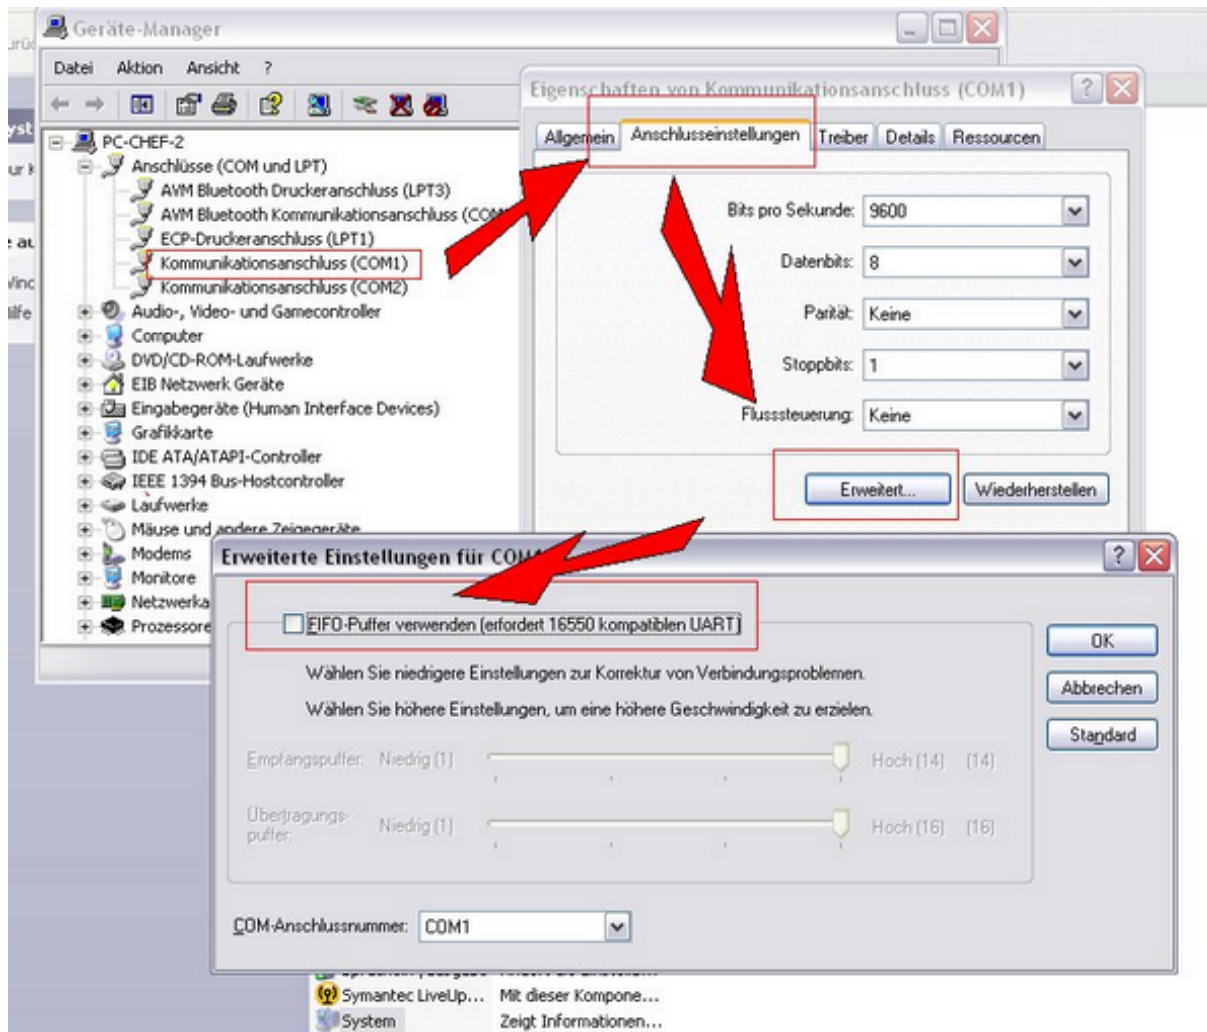 Geräte-Manager
Datei Aktion Ansicht ?
PC-CHEF-2
Anschlüsse (COM und LPT)
AVM Bluetooth Druckeranschluss (LPT3)
AVM Bluetooth Kommunikationsanschluss
ECP-Druckeranschluss (LPT1)
Kommunikationsanschluss (COM1)
Kommunikationsanschluss (COM2)
Audio-, Video- und Gamecontroller
Computer
DVD/CD-ROM-Laufwerke
EIB Netzwerk Geräte
Eingabegeräte (Human Interface Devices)
Grafikkarte
IDE ATA/ATAPI-Controller
IEEE 1394 Bus-Hostcontroller
Laufwerke
Mäuse und andere Zeigegeräte
Modems
Monitore
Netzwerka
Prozessore
Eigenschaften von Kommunikationsanschluss (COM1)
Allgemein Anschlusseinstellungen Treiber Details Ressourcen
Bits pro Sekunde: 9600
Datenbits: 8
Parität: Keine
Stoppbits: 1
Flusssteuerung: Keine
Erweitert... Wiederherstellen
Erweiterte Einstellungen für COM1
FIFO-Puffer verwenden (erfordert 16550 kompatiblen UART)
Wählen Sie niedrigere Einstellungen zur Korrektur von Verbindungsproblemen.
Wählen Sie höhere Einstellungen, um eine höhere Geschwindigkeit zu erzielen.
Empfangspuffer: Niedrig (1) Hoch (14) (14)
Übertragungs-
puffer: Niedrig (1) Hoch (16) (16)
COM-Anschlussnummer: COM1
OK
Abbrechen
Standard
Symantec LiveUp... Mit dieser Kompone...
System Zeigt Informationen...